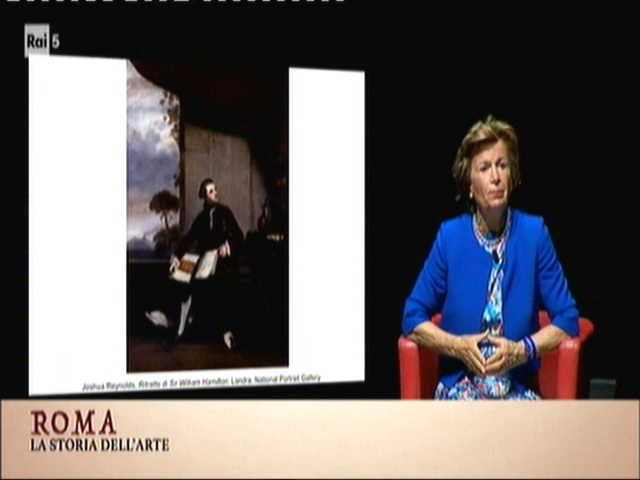 Rai 5
Joshua Reynolds, Ritratto di Sir William Hamilton. Londra, National Portrait Gallery
ROMA
LA STORIA DELL'ARTE